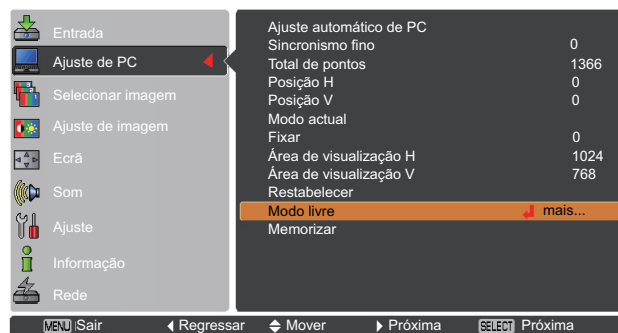 Entrada
Ajuste de PC
Selecionar imagem
Ajuste de imagem
Ecrã
Som
Ajuste
Informação
Rede
Ajuste automático de PC
Sincronismo fino 0
Total de pontos 1366
Posição H 0
Posição V 0
Modo actual
Fixar 0
Área de visualização H 1024
Área de visualização V 768
Restabelecer
Modo livre mais...
Memorizar
MENU Sair Regressar Mover Próxima SELECT Próxima